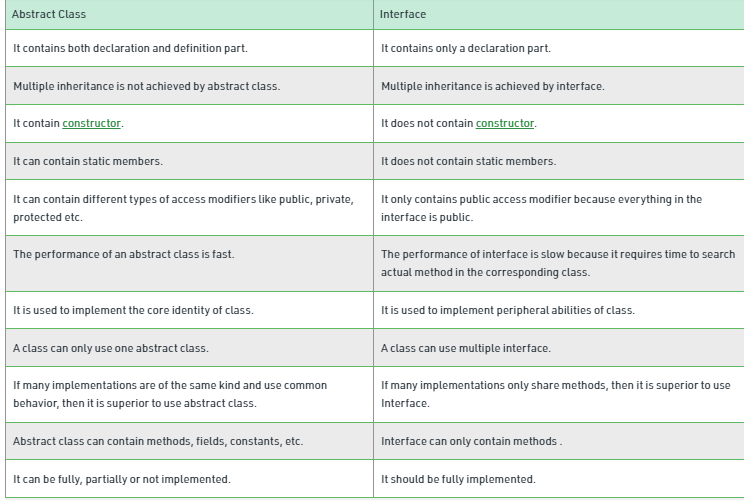 Abstract Class
Interface
It contains both declaration and definition part.
It contains only a declaration part.
Multiple inheritance is not achieved by abstract class.
Multiple inheritance is achieved by interface.
It contain constructor.
It does not contain constructor.
It can contain static members.
It does not contain static members.
It can contain different types of access modifiers like public, private,
protected etc.
It only contains public access modifier because everything in the
interface is public.
The performance of an abstract class is fast.
The performance of interface is slow because it requires time to search
actual method in the corresponding class.
It is used to implement the core identity of class.
It is used to implement peripheral abilities of class.
A class can only use one abstract class.
A class can use multiple interface.
If many implementations are of the same kind and use common
behavior, then it is superior to use abstract class.
If many implementations only share methods, then it is superior to use
Interface.
Abstract class can contain methods, fields, constants, etc.
Interface can only contain methods .
It can be fully, partially or not implemented.
It should be fully implemented.